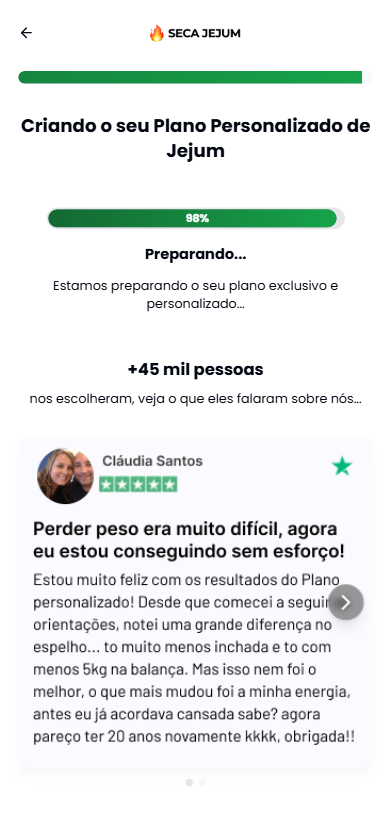 SECA JEJUM
Criando o seu Plano Personalizado de
Jejum
98%
Preparando...
Estamos preparando o seu plano exclusivo e
personalizado...
+45 mil pessoas
nos escolheram, veja o que eles falaram sobre nós...
Cláudia Santos
Perder peso era muito difícil, agora
eu estou conseguindo sem esforço!
Estou muito feliz com os resultados do Plano
personalizado! Desde que comecei a seguir
orientações, notei uma grande diferença no
espelho... to muito menos inchada e to com
menos 5kg na balança. Mas isso nem foi o
melhor, o que mais mudou foi a minha energia,
antes eu já acordava cansada sabe? agora
pareço ter 20 anos novamente kkkk, obrigada!!